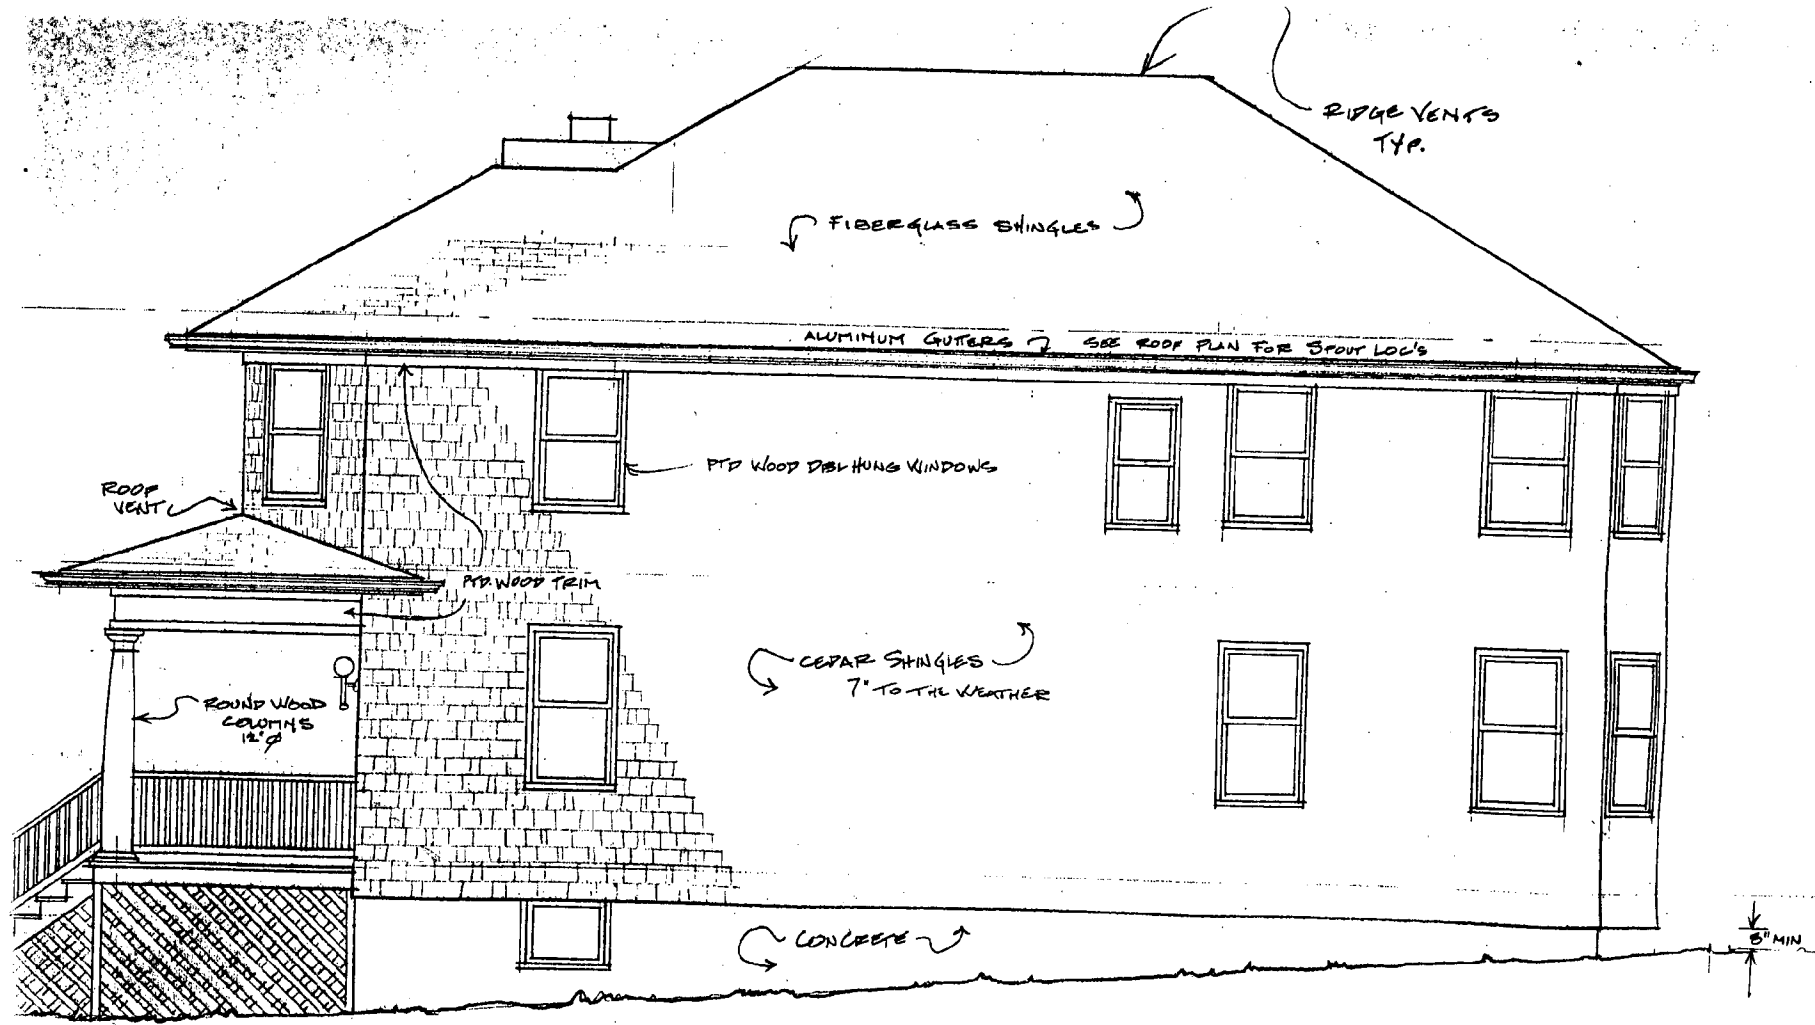 RIDGE VENTS
TYP.
FIBERGLASS SHINGLES
ALUMINUM GUTTERS SEE ROOF PLAN FOR SPOUT LOC'S
PTD WOOD DBL HUNG WINDOWS
ROOF
VENT
PTD. WOOD TRIM
CEDAR SHINGLES
7" TO THE WEATHER
ROUND WOOD
COLUMNS
12"Ø
CONCRETE
8" MIN